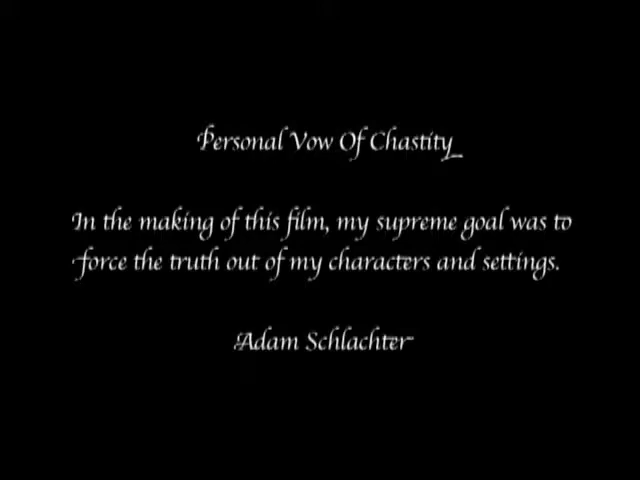 Personal Vow Of Chastity
In the making of this film, my supreme goal was to
force the truth out of my characters and settings.
Adam Schlachter